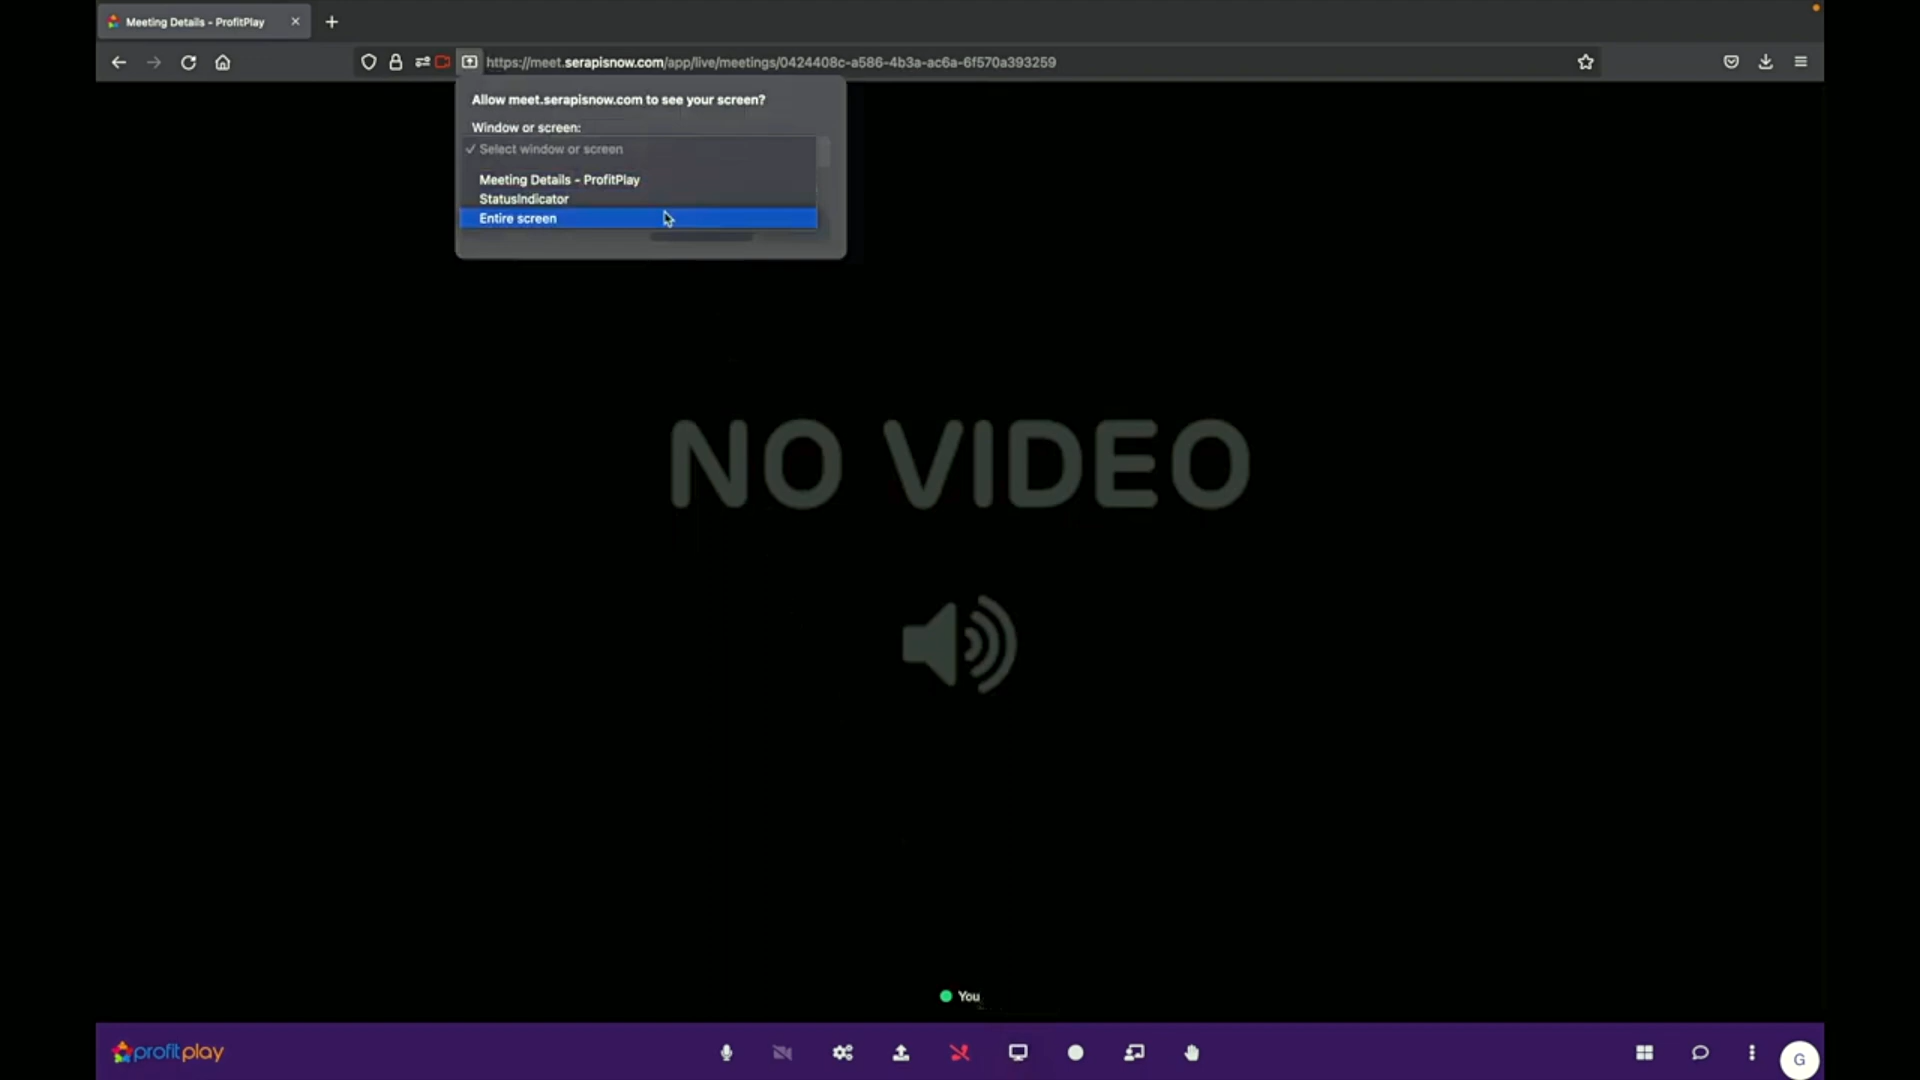 Meeting Details - ProfitPlay
https://meet.serapisnow.com/app/live/meetings/0424408c-a586-4b3a-ac6a-6f570a393259
Allow meet.serapisnow.com to see your screen?
Window or screen:
Select window or screen
Meeting Details - ProfitPlay
StatusIndicator
Entire screen
NO VIDEO
You
profitplay
G